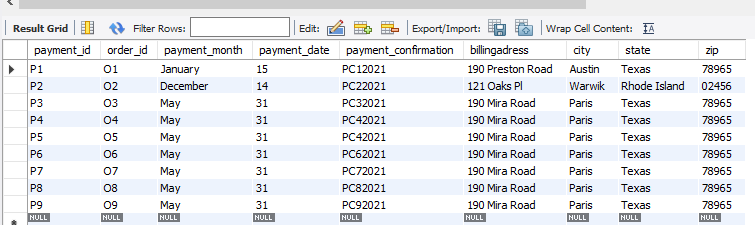 Result Grid Filter Rows: Edit: Export/Import: Wrap Cell Content: IA
payment_id order_id payment_month payment_date payment_confirmation billingadress city state zip
P1 O1 January 15 PC12021 190 Preston Road Austin Texas 78965
P2 O2 December 14 PC22021 121 Oaks Pl Warwik Rhode Island 02456
P3 O3 May 31 PC32021 190 Mira Road Paris Texas 78965
P4 O4 May 31 PC42021 190 Mira Road Paris Texas 78965
P5 O5 May 31 PC42021 190 Mira Road Paris Texas 78965
P6 O6 May 31 PC62021 190 Mira Road Paris Texas 78965
P7 O7 May 31 PC72021 190 Mira Road Paris Texas 78965
P8 O8 May 31 PC82021 190 Mira Road Paris Texas 78965
P9 O9 May 31 PC92021 190 Mira Road Paris Texas 78965
NULL NULL NULL NULL NULL NULL NULL NULL NULL